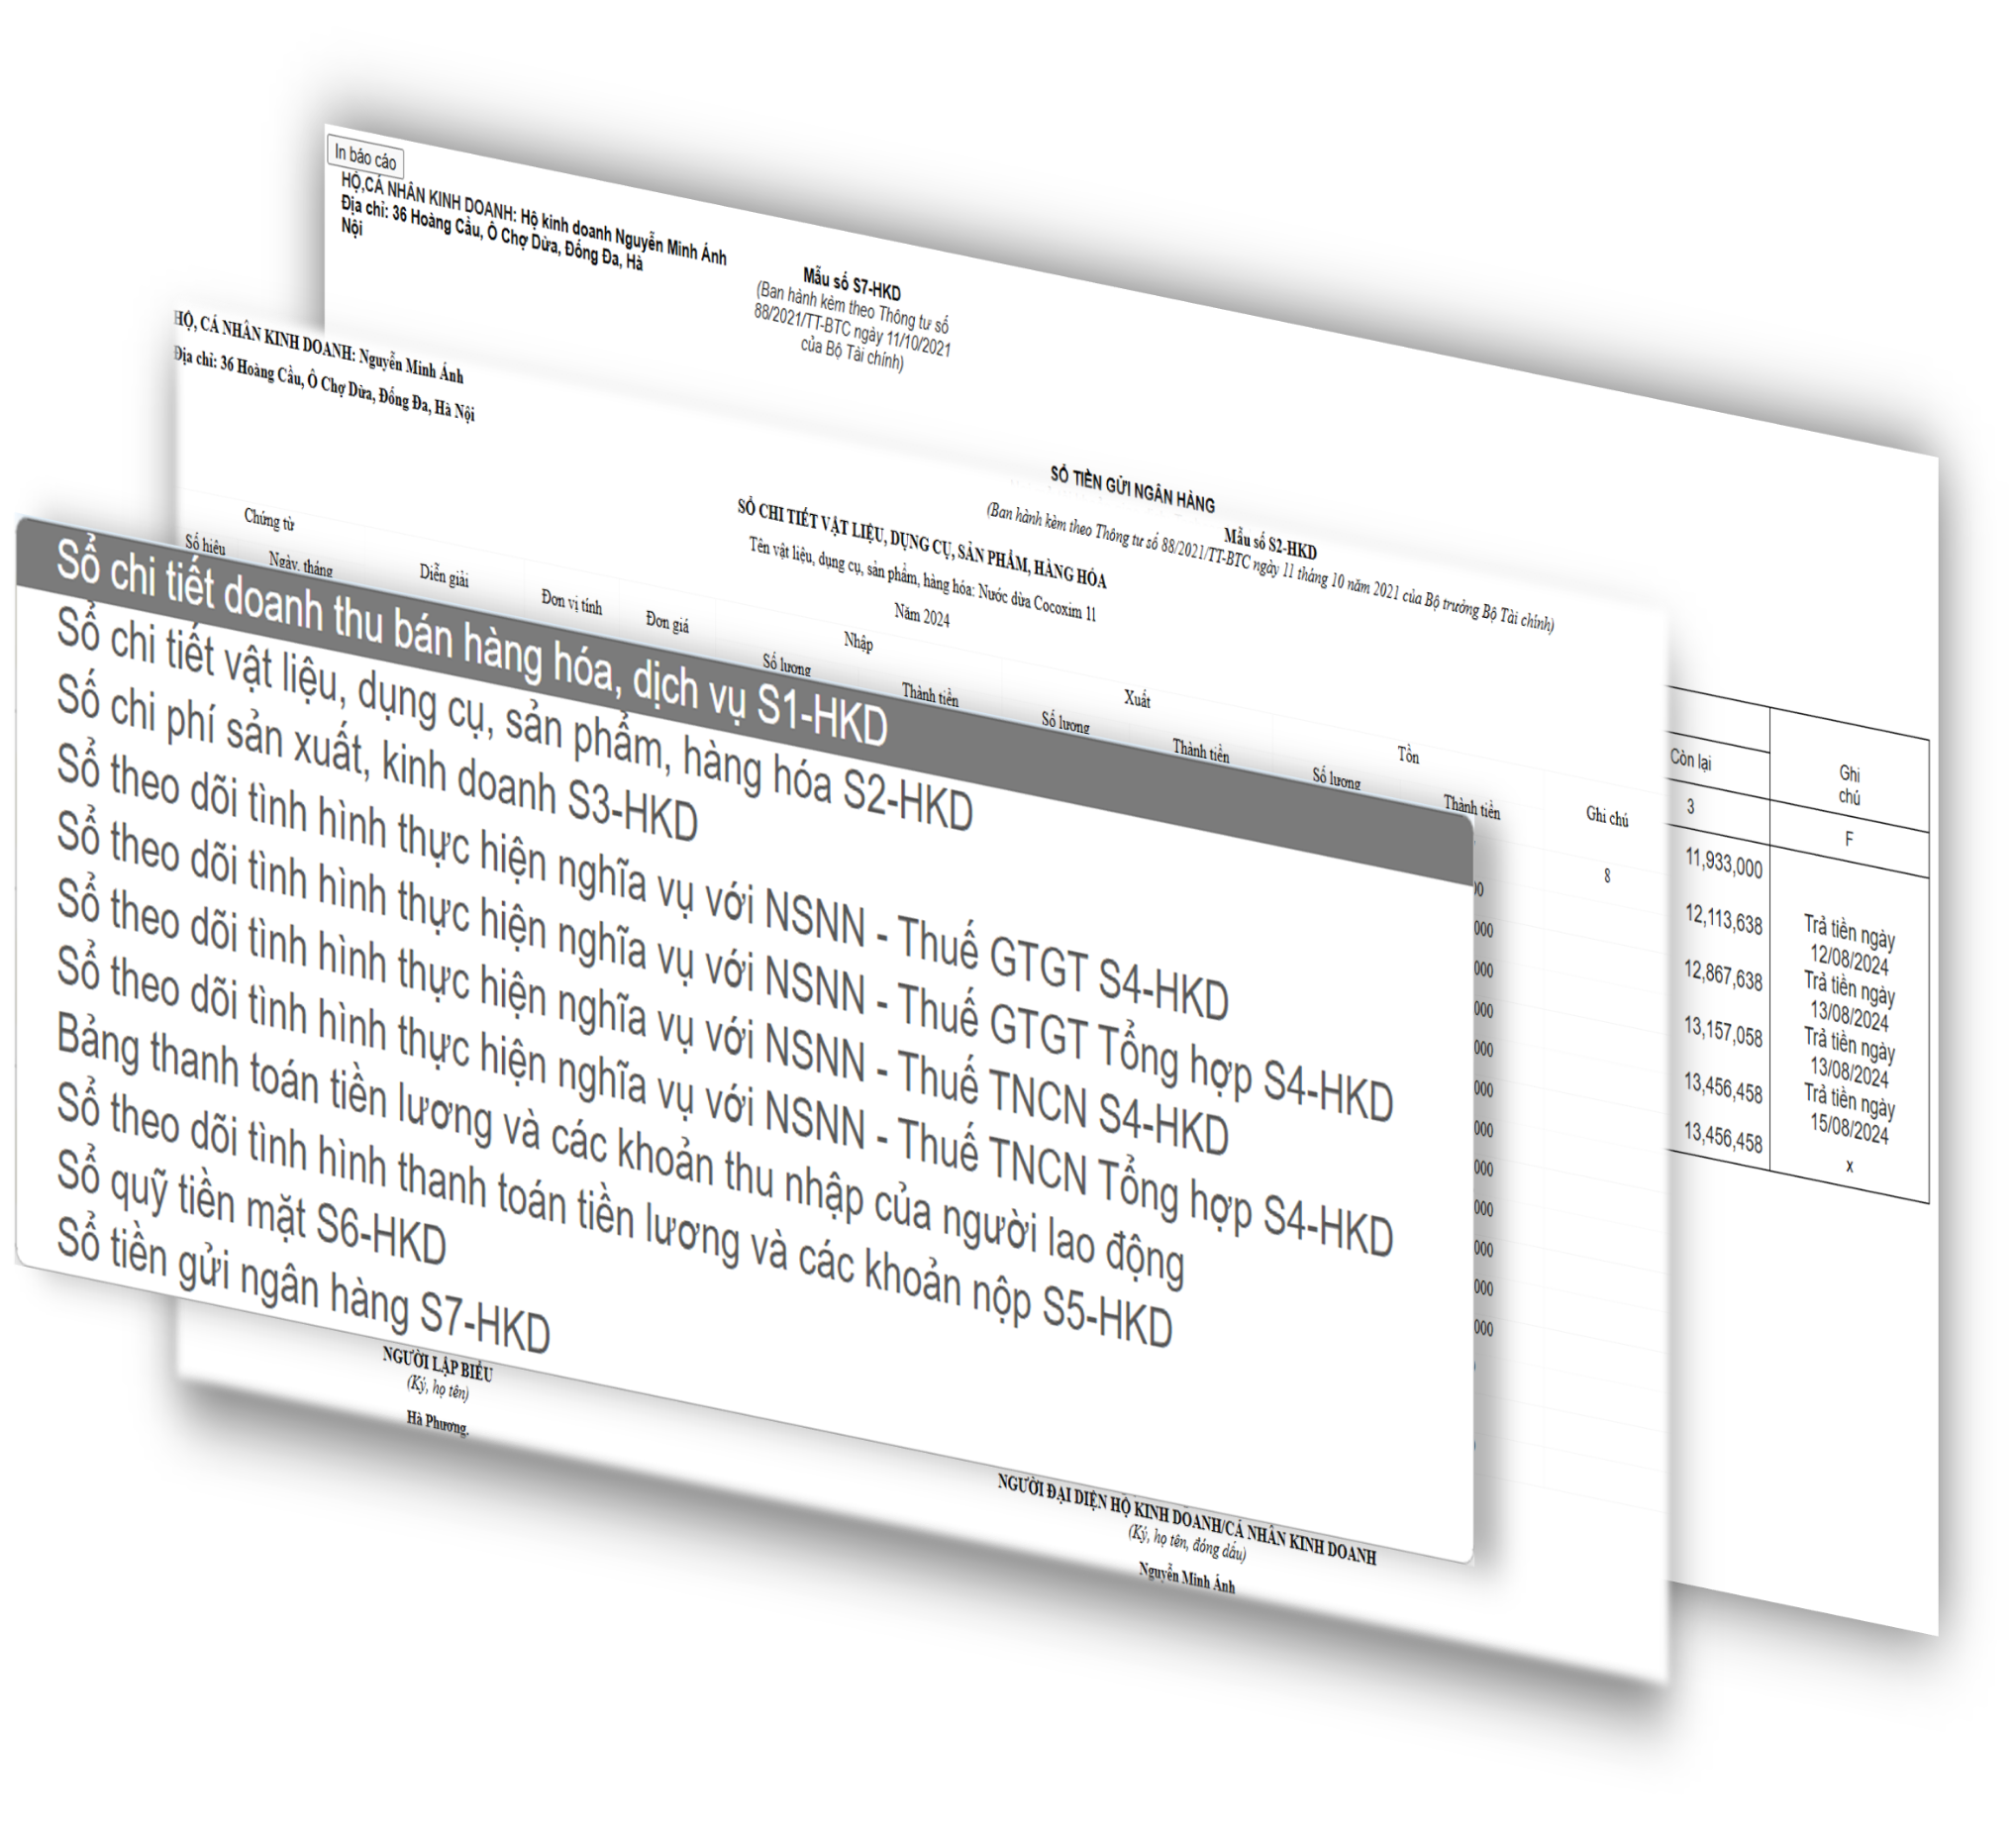 In báo cáo
HỘ,CÁ NHÂN KINH DOANH: Hộ kinh doanh Nguyễn Minh Ánh
Địa chỉ: 36 Hoàng Cầu, Ô Chợ Dừa, Đống Đa, Hà
Nội
Mẫu số S7-HKD
(Ban hành kèm theo Thông tư số
88/2021/TT-BTC ngày 11/10/2021
của Bộ Tài chính)
SỔ TIỀN GỬI NGÂN HÀNG
Còn lại
Ghi
chú
3
F
11,933,000
12,113,638
Trả tiền ngày
12/08/2024
12,867,638
Trả tiền ngày
13/08/2024
13,157,058
Trả tiền ngày
13/08/2024
13,456,458
Trả tiền ngày
15/08/2024
13,456,458
x
HỘ, CÁ NHÂN KINH DOANH: Nguyễn Minh Ánh
Địa chỉ: 36 Hoàng Cầu, Ô Chợ Dừa, Đống Đa, Hà Nội
Mẫu số S2-HKD
(Ban hành kèm theo Thông tư số 88/2021/TT-BTC ngày 11 tháng 10 năm 2021 của Bộ trưởng Bộ Tài chính)
SỔ CHI TIẾT VẬT LIỆU, DỤNG CỤ, SẢN PHẨM, HÀNG HÓA
Tên vật liệu, dụng cụ, sản phẩm, hàng hóa: Nước dừa Cocoxim 1l
Năm 2024
Chứng từ
Số hiệu
Ngày, tháng
Diễn giải
Đơn vị tính
Đơn giá
Nhập
Số lượng
Thành tiền
Xuất
Số lượng
Thành tiền
Tồn
Số lượng
Thành tiền
Ghi chú
8
00
000
000
000
000
000
000
000
000
000
000
000
Sổ chi tiết doanh thu bán hàng hóa, dịch vụ S1-HKD
Sổ chi tiết vật liệu, dụng cụ, sản phẩm, hàng hóa S2-HKD
Số chi phí sản xuất, kinh doanh S3-HKD
Sổ theo dõi tình hình thực hiện nghĩa vụ với NSNN - Thuế GTGT S4-HKD
Sổ theo dõi tình hình thực hiện nghĩa vụ với NSNN - Thuế GTGT Tổng hợp S4-HKD
Sổ theo dõi tình hình thực hiện nghĩa vụ với NSNN - Thuế TNCN S4-HKD
Sổ theo dõi tình hình thực hiện nghĩa vụ với NSNN - Thuế TNCN Tổng hợp S4-HKD
Bảng thanh toán tiền lương và các khoản thu nhập của người lao động
Sổ theo dõi tình hình thanh toán tiền lương và các khoản nộp S5-HKD
Sổ quỹ tiền mặt S6-HKD
Sổ tiền gửi ngân hàng S7-HKD
NGƯỜI LẬP BIỂU
(Ký, họ tên)
Hà Phương.
NGƯỜI ĐẠI DIỆN HỘ KINH DOANH/CÁ NHÂN KINH DOANH
(Ký, họ tên, đóng dấu)
Nguyễn Minh Ánh